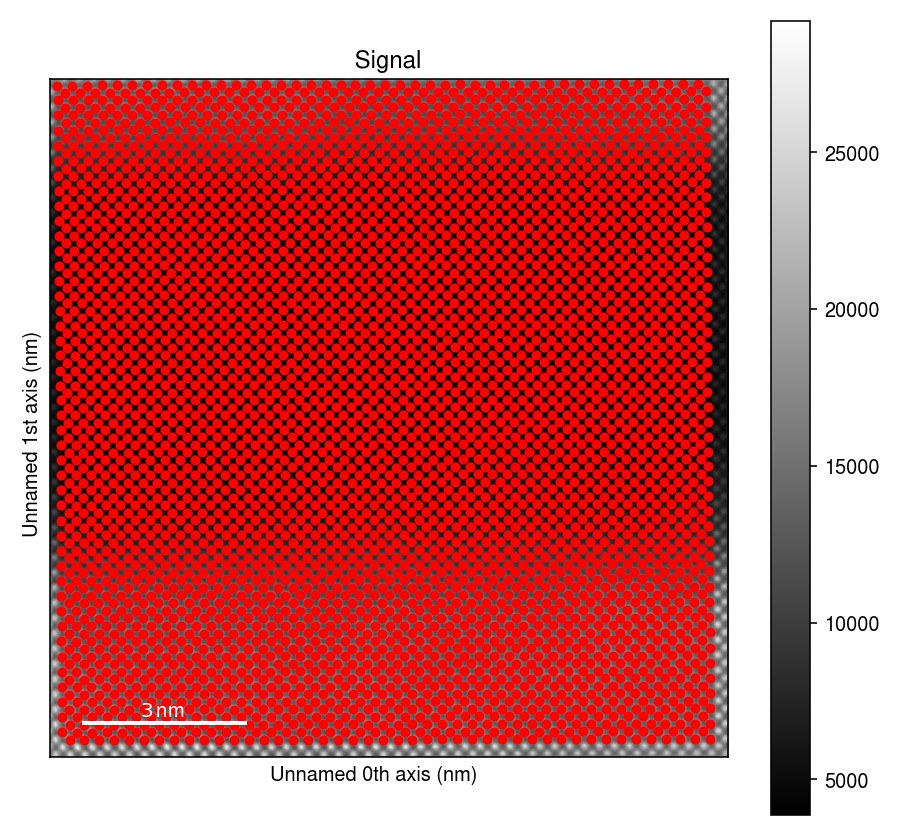 Signal
25000
20000
15000
10000
5000
Unnamed 1st axis (nm)
3 nm
Unnamed 0th axis (nm)